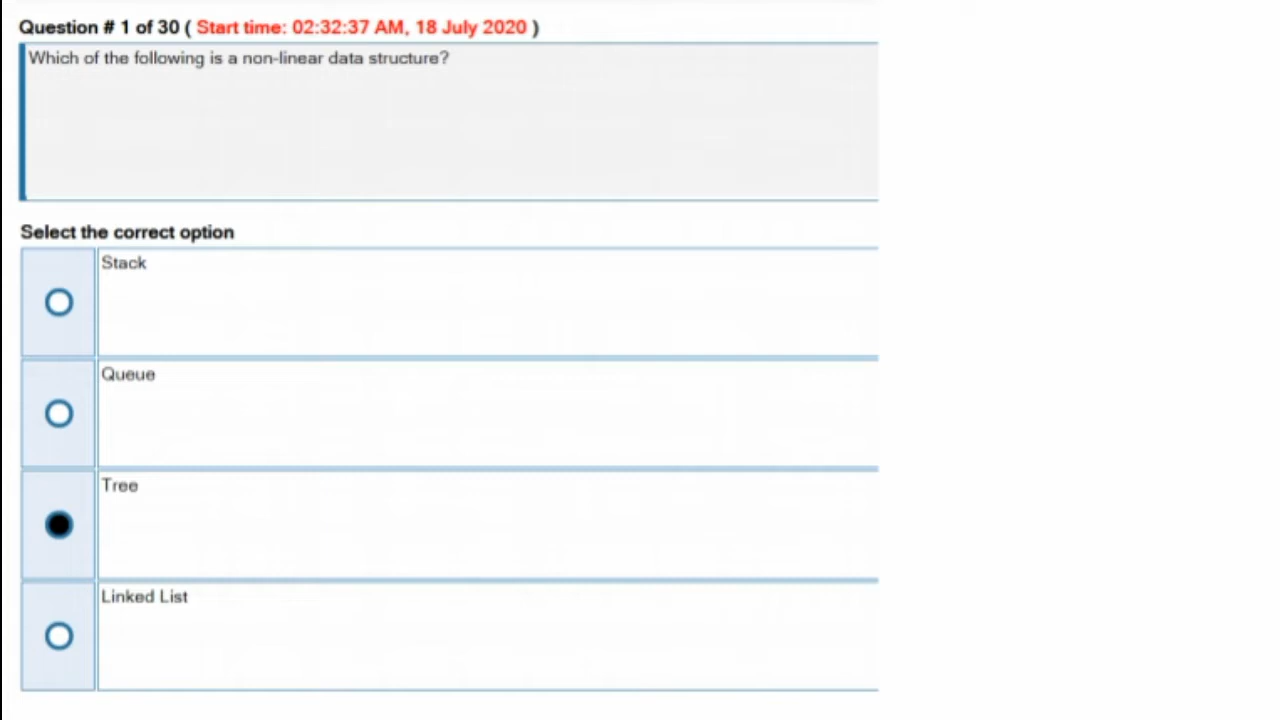 Question # 1 of 30 ( Start time: 02:32:37 AM, 18 July 2020 )
Which of the following is a non-linear data structure?
Select the correct option
Stack
Queue
Tree
Linked List